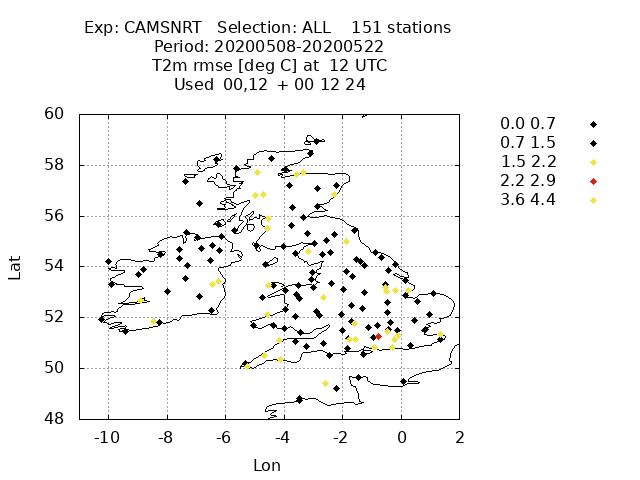 Exp: CAMSNRT Selection: ALL 151 stations
Period: 20200508-20200522
T2m rmse [deg C] at 12 UTC
Used 00,12 + 00 12 24
0.0 0.7
0.7 1.5
1.5 2.2
2.2 2.9
3.6 4.4
60
58
56
54
52
50
48
Lat
-10 -8 -6 -4 -2 0 2
Lon